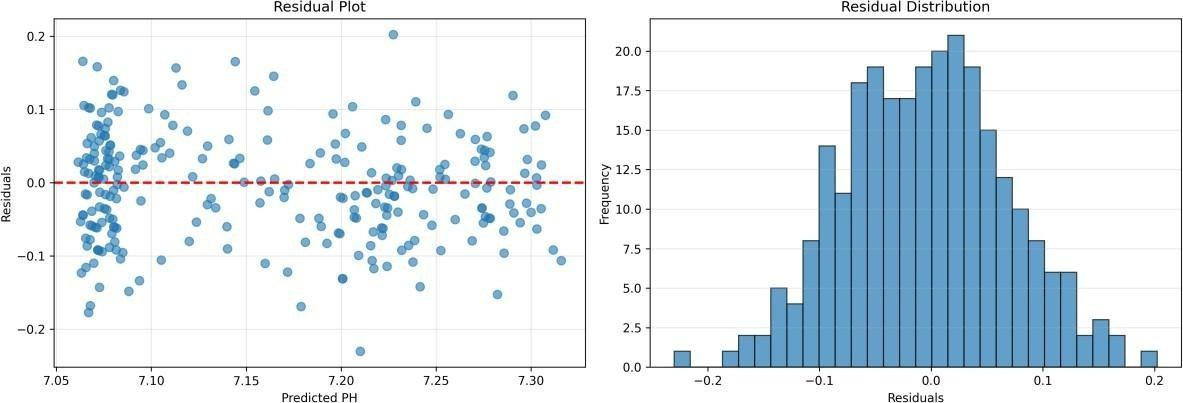 Residual Plot
0.2
0.1
0.0
−0.1
−0.2
Residuals
7.05 7.10 7.15 7.20 7.25 7.30
Predicted PH
Residual Distribution
20.0
17.5
15.0
12.5
10.0
7.5
5.0
2.5
0.0
Frequency
−0.2 −0.1 0.0 0.1 0.2
Residuals